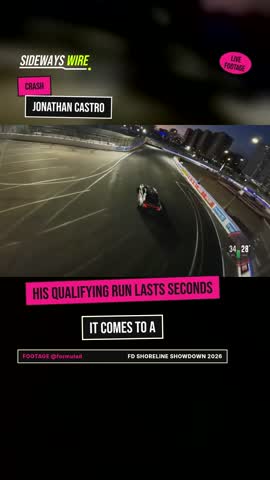 SIDEWAYS WIRE.
LIVE
FOOTAGE
CRASH
JONATHAN CASTRO
34 28°
HIS QUALIFYING RUN LASTS SECONDS
IT COMES TO A
FOOTAGE @formulad
FD SHORELINE SHOWDOWN 2026